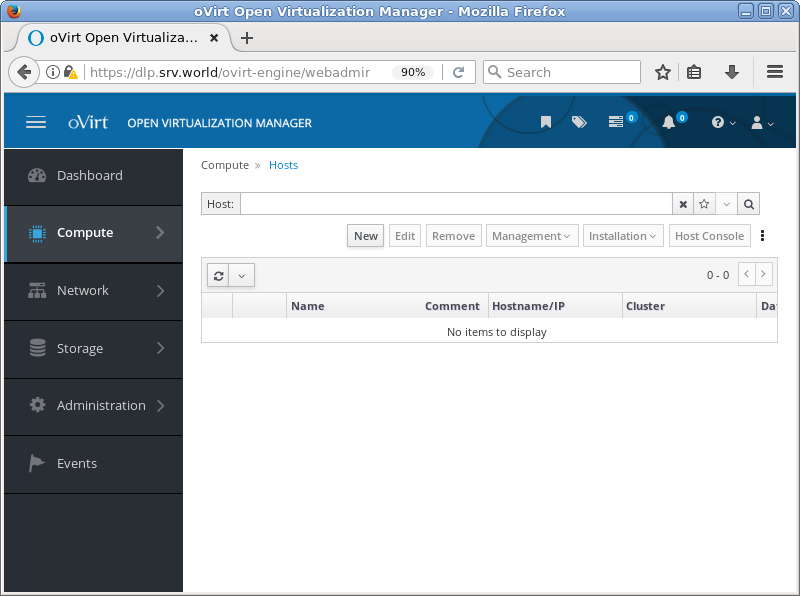 oVirt Open Virtualization Manager - Mozilla Firefox
oVirt Open Virtualiza...
https://dlp.srv.world/ovirt-engine/webadmir
90%
Search
oVirt OPEN VIRTUALIZATION MANAGER
0
0
Dashboard
Compute
Network
Storage
Administration
Events
Compute » Hosts
Host:
New Edit Remove Management Installation Host Console
0 - 0
Name Comment Hostname/IP Cluster Da
No items to display